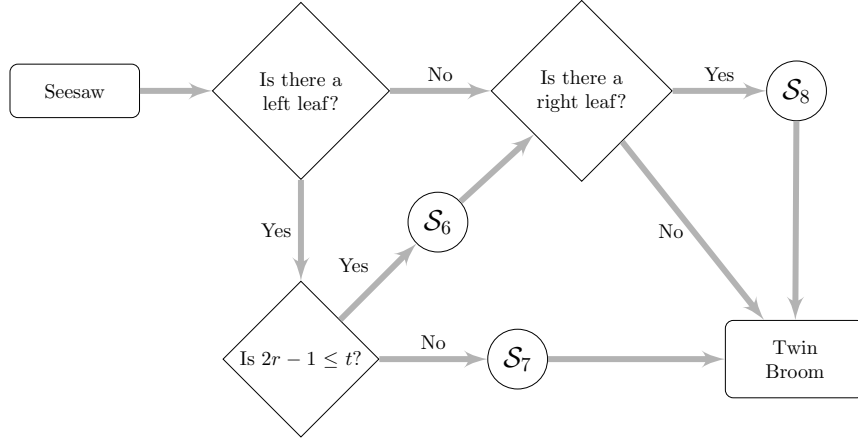 Seesaw
Is there a
left leaf?
No
Is there a
right leaf?
Yes
𝒮₈
Yes
𝒮₆
Yes
No
Is 2r − 1 ≤ t?
No
𝒮₇
Twin
Broom